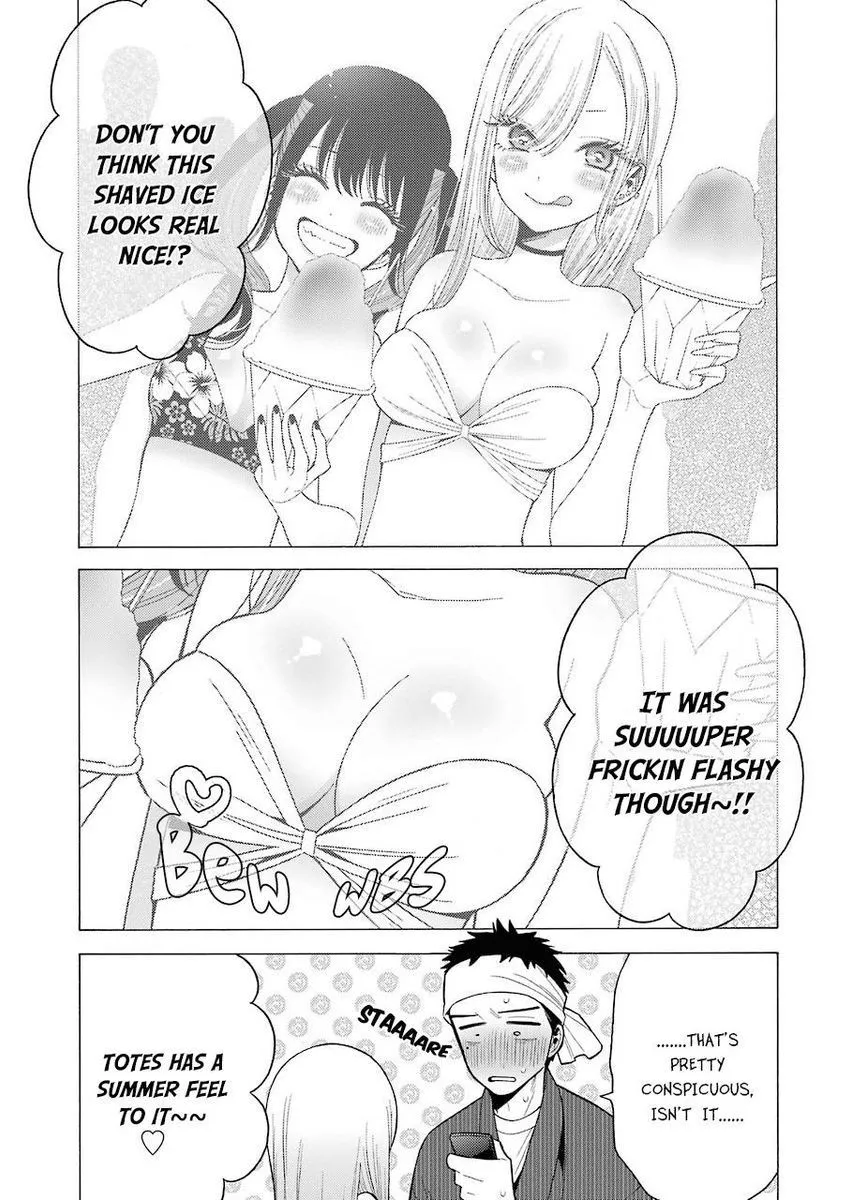 DON'T YOU
THINK THIS
SHAVED ICE
LOOKS REAL
NICE!?
IT WAS
SUUUUUPER
FRICKIN FLASHY
THOUGH~!!
♡
Bew wbs
STAAAARE
.......THAT'S
PRETTY
CONSPICUOUS,
ISN'T IT......
TOTES HAS A
SUMMER FEEL
TO IT~~
♡